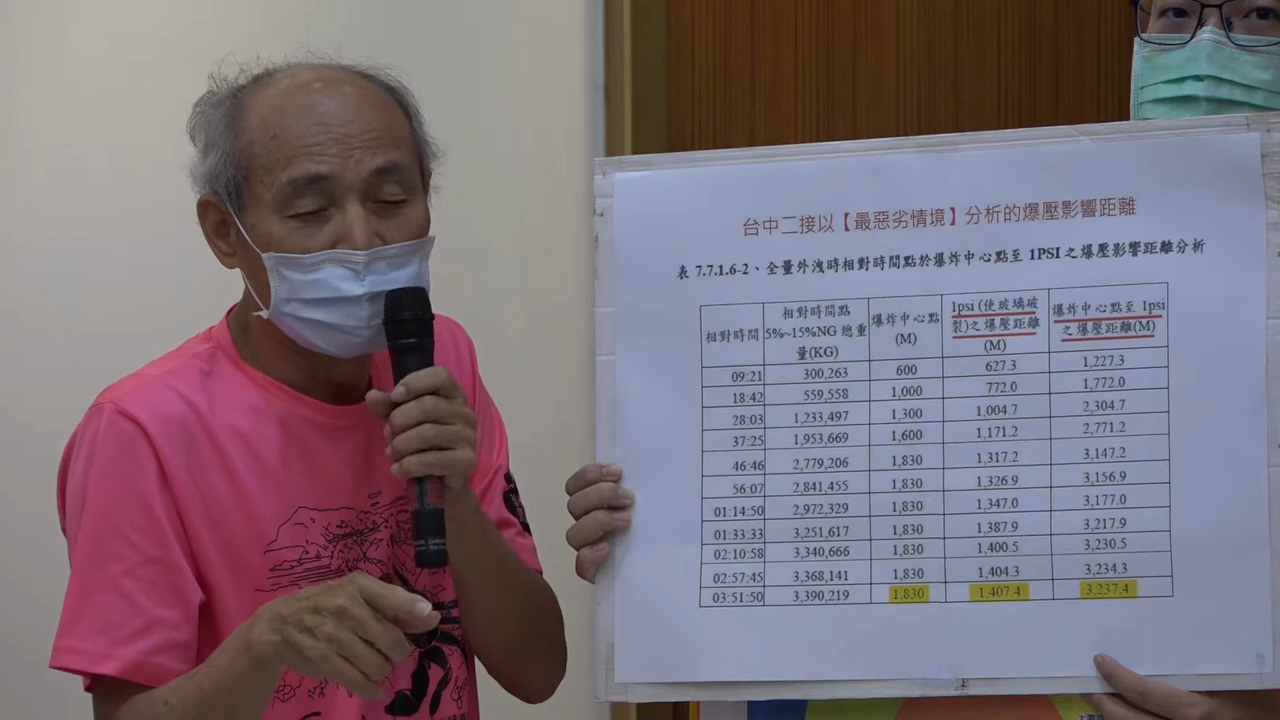 台中二接以【最惡劣情境】分析的爆壓影響距離
表 7.7.1.6-2、全量外洩時相對時間點於爆炸中心點至 1PSI 之爆壓影響距離分析
相對時間 相對時間點 5%~15%NG 總重量(KG) 爆炸中心點(M) 1psi (使玻璃破裂)之爆壓距離(M) 爆炸中心點至 1psi 之爆壓距離(M)
09:21 300,263 600 627.3 1,227.3
18:42 559,558 1,000 772.0 1,772.0
28:03 1,233,497 1,300 1,004.7 2,304.7
37:25 1,953,669 1,600 1,171.2 2,771.2
46:46 2,779,206 1,830 1,317.2 3,147.2
56:07 2,841,455 1,830 1,326.9 3,156.9
01:14:50 2,972,329 1,830 1,347.0 3,177.0
01:33:33 3,251,617 1,830 1,387.9 3,217.9
02:10:58 3,340,666 1,830 1,400.5 3,230.5
02:57:45 3,368,141 1,830 1,404.3 3,234.3
03:51:50 3,390,219 1,830 1,407.4 3,237.4